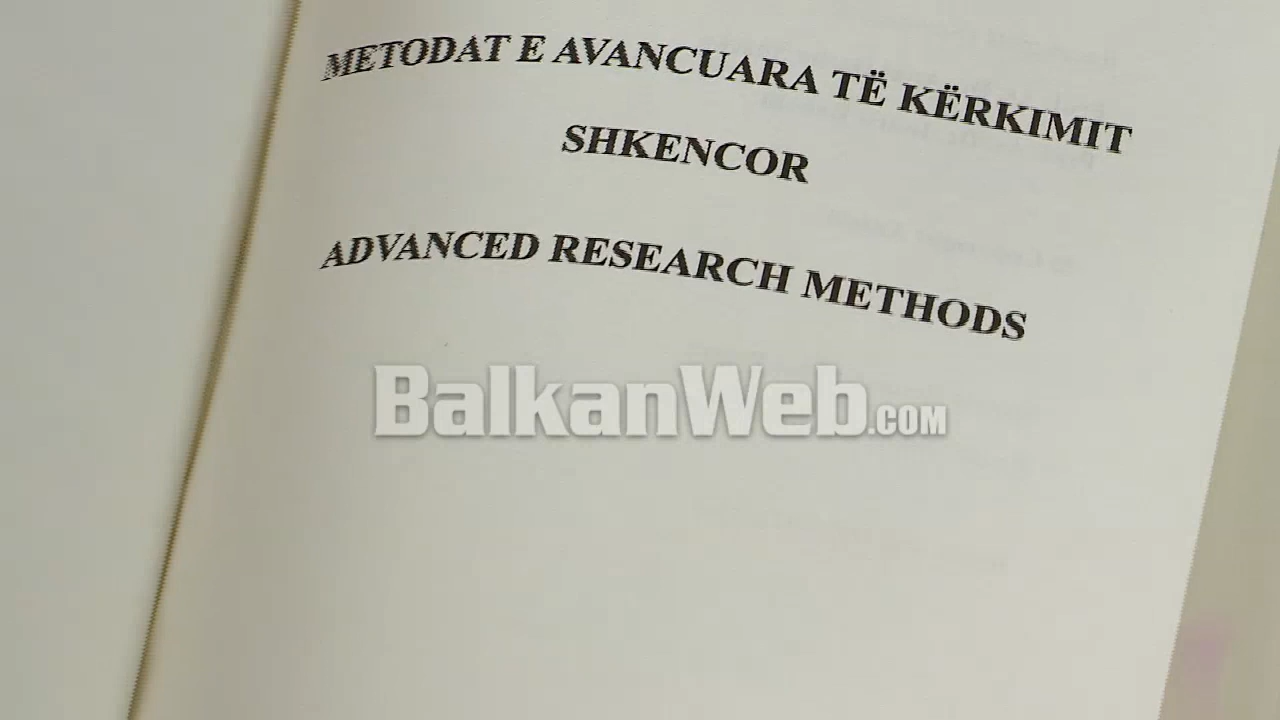 METODAT E AVANCUARA TË KËRKIMIT
SHKENCOR
ADVANCED RESEARCH METHODS
BalkanWeb.COM